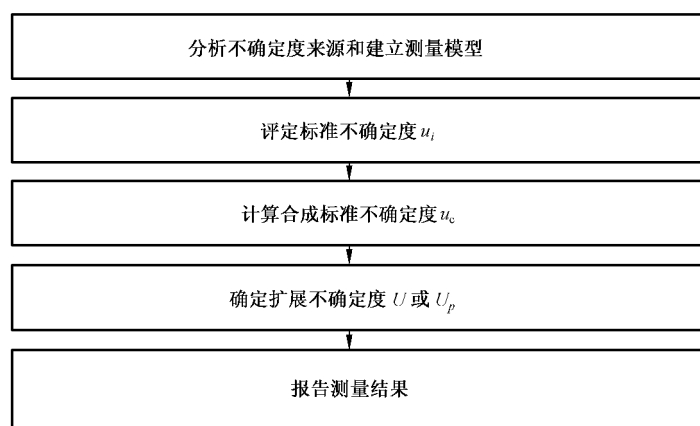 分析不确定度来源和建立测量模型
评定标准不确定度 u_i
计算合成标准不确定度 u_c
确定扩展不确定度 U 或 U_p
报告测量结果